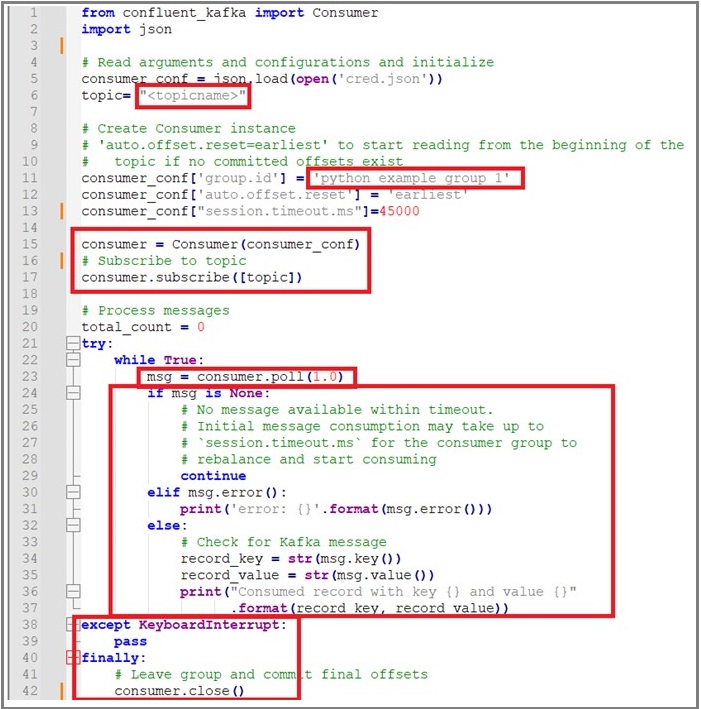 1 from confluent_kafka import Consumer
2 import json
3
4 # Read arguments and configurations and initialize
5 consumer_conf = json.load(open('cred.json'))
6 topic= "<topicname>"
7
8 # Create Consumer instance
9 # 'auto.offset.reset=earliest' to start reading from the beginning of the
10 #   topic if no committed offsets exist
11 consumer_conf['group.id'] = 'python_example_group_1'
12 consumer_conf['auto.offset.reset'] = 'earliest'
13 consumer_conf["session.timeout.ms"]=45000
14
15 consumer = Consumer(consumer_conf)
16 # Subscribe to topic
17 consumer.subscribe([topic])
18
19 # Process messages
20 total_count = 0
21 try:
22     while True:
23         msg = consumer.poll(1.0)
24         if msg is None:
25             # No message available within timeout.
26             # Initial message consumption may take up to
27             # `session.timeout.ms` for the consumer group to
28             # rebalance and start consuming
29             continue
30         elif msg.error():
31             print('error: {}'.format(msg.error()))
32         else:
33             # Check for Kafka message
34             record_key = str(msg.key())
35             record_value = str(msg.value())
36             print("Consumed record with key {} and value {}"
37                   .format(record_key, record_value))
38 except KeyboardInterrupt:
39     pass
40 finally:
41     # Leave group and commit final offsets
42     consumer.close()